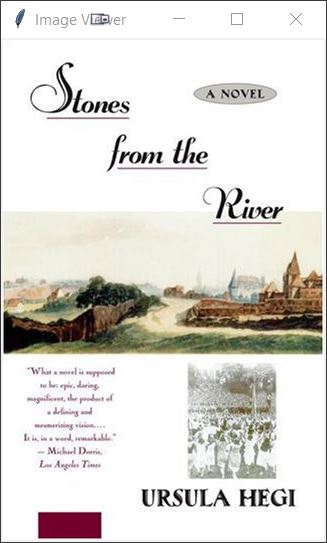 Image Viewer
Stones
A NOVEL
from the
River
"What a novel is supposed
to be: epic, daring,
magnificent, the product of
a defining and
mesmerizing vision....
It is, in a word, remarkable."
— Michael Dorris,
Los Angeles Times
URSULA HEGI